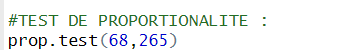 #TEST DE PROPORTIONALITE :
prop.test(68,265)